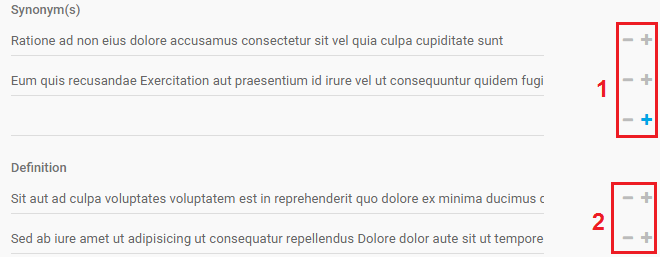 Synonym(s)
Ratione ad non eius dolore accusamus consectetur sit vel quia culpa cupiditate sunt
Eum quis recusandae Exercitation aut praesentium id irure vel ut consequuntur quidem fugi
1
Definition
Sit aut ad culpa voluptates voluptatem est in reprehenderit quo dolore ex minima ducimus
Sed ab iure amet ut adipisicing ut consequatur repellendus Dolore dolor aute sit ut tempore
2